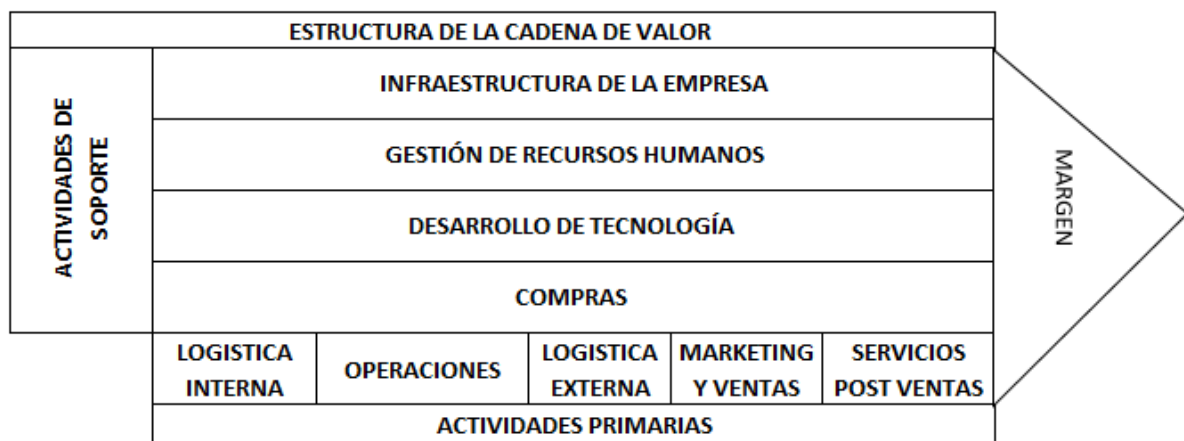 ESTRUCTURA DE LA CADENA DE VALOR
ACTIVIDADES DE
SOPORTE
INFRAESTRUCTURA DE LA EMPRESA
GESTIÓN DE RECURSOS HUMANOS
DESARROLLO DE TECNOLOGÍA
COMPRAS
MARGEN
LOGISTICA
INTERNA
OPERACIONES
LOGISTICA
EXTERNA
MARKETING
Y VENTAS
SERVICIOS
POST VENTAS
ACTIVIDADES PRIMARIAS